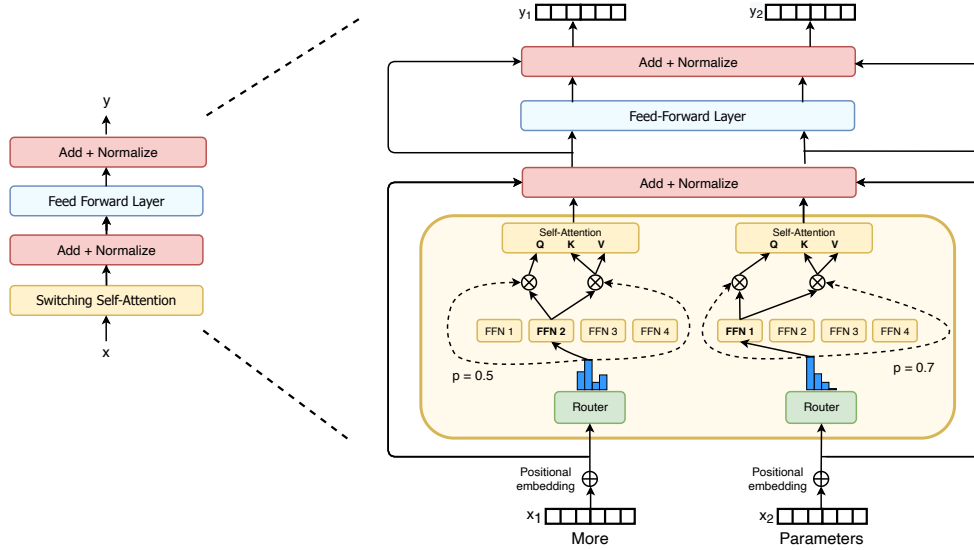 y
Add + Normalize
Feed Forward Layer
Add + Normalize
Switching Self-Attention
x
y1
y2
Add + Normalize
Feed-Forward Layer
Add + Normalize
Self-Attention
Q K V
Self-Attention
Q K V
FFN 1 FFN 2 FFN 3 FFN 4
FFN 1 FFN 2 FFN 3 FFN 4
p = 0.5
p = 0.7
Router
Router
Positional
embedding
Positional
embedding
x1
x2
More
Parameters